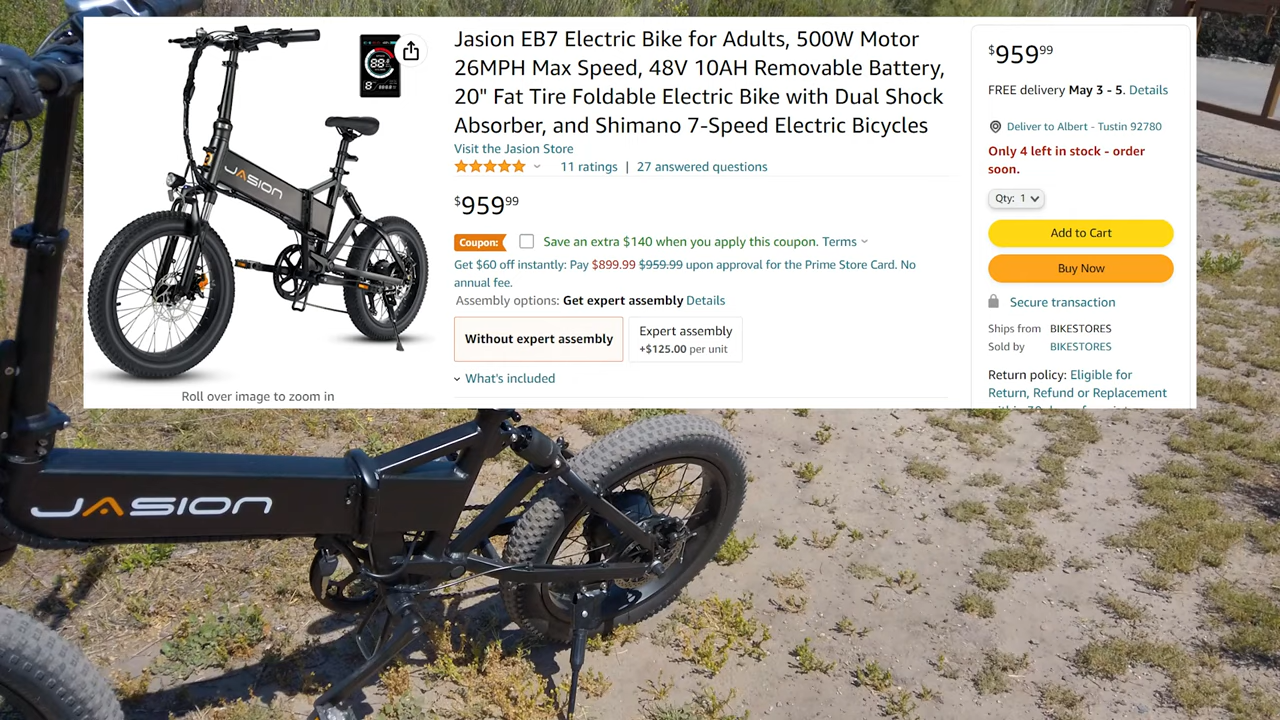 Jasion EB7 Electric Bike for Adults, 500W Motor
26MPH Max Speed, 48V 10AH Removable Battery,
20" Fat Tire Foldable Electric Bike with Dual Shock
Absorber, and Shimano 7-Speed Electric Bicycles
Visit the Jasion Store
11 ratings | 27 answered questions
$959.99
Coupon: Save an extra $140 when you apply this coupon. Terms
Get $60 off instantly: Pay $899.99 $959.99 upon approval for the Prime Store Card. No
annual fee.
Assembly options: Get expert assembly Details
Without expert assembly
Expert assembly
+$125.00 per unit
What's included
JASION
Roll over image to zoom in
$959.99
FREE delivery May 3 - 5. Details
Deliver to Albert - Tustin 92780
Only 4 left in stock - order
soon.
Qty: 1
Add to Cart
Buy Now
Secure transaction
Ships from BIKESTORES
Sold by BIKESTORES
Return policy: Eligible for
Return, Refund or Replacement
JASION